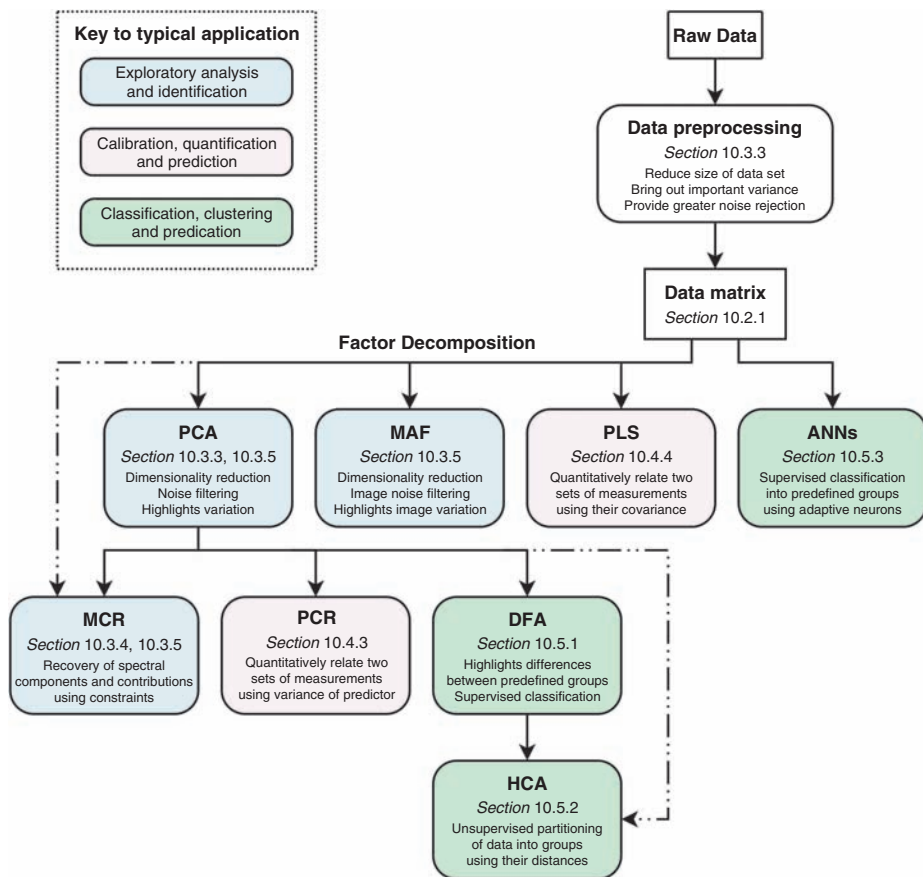 Key to typical application
Exploratory analysis
and identification
Calibration, quantification
and prediction
Classification, clustering
and predication
Raw Data
Data preprocessing
Section 10.3.3
Reduce size of data set
Bring out important variance
Provide greater noise rejection
Data matrix
Section 10.2.1
Factor Decomposition
PCA
Section 10.3.3, 10.3.5
Dimensionality reduction
Noise filtering
Highlights variation
MAF
Section 10.3.5
Dimensionality reduction
Image noise filtering
Highlights image variation
PLS
Section 10.4.4
Quantitatively relate two
sets of measurements
using their covariance
ANNs
Section 10.5.3
Supervised classification
into predefined groups
using adaptive neurons
MCR
Section 10.3.4, 10.3.5
Recovery of spectral
components and contributions
using constraints
PCR
Section 10.4.3
Quantitatively relate two
sets of measurements
using variance of predictor
DFA
Section 10.5.1
Highlights differences
between predefined groups
Supervised classification
HCA
Section 10.5.2
Unsupervised partitioning
of data into groups
using their distances